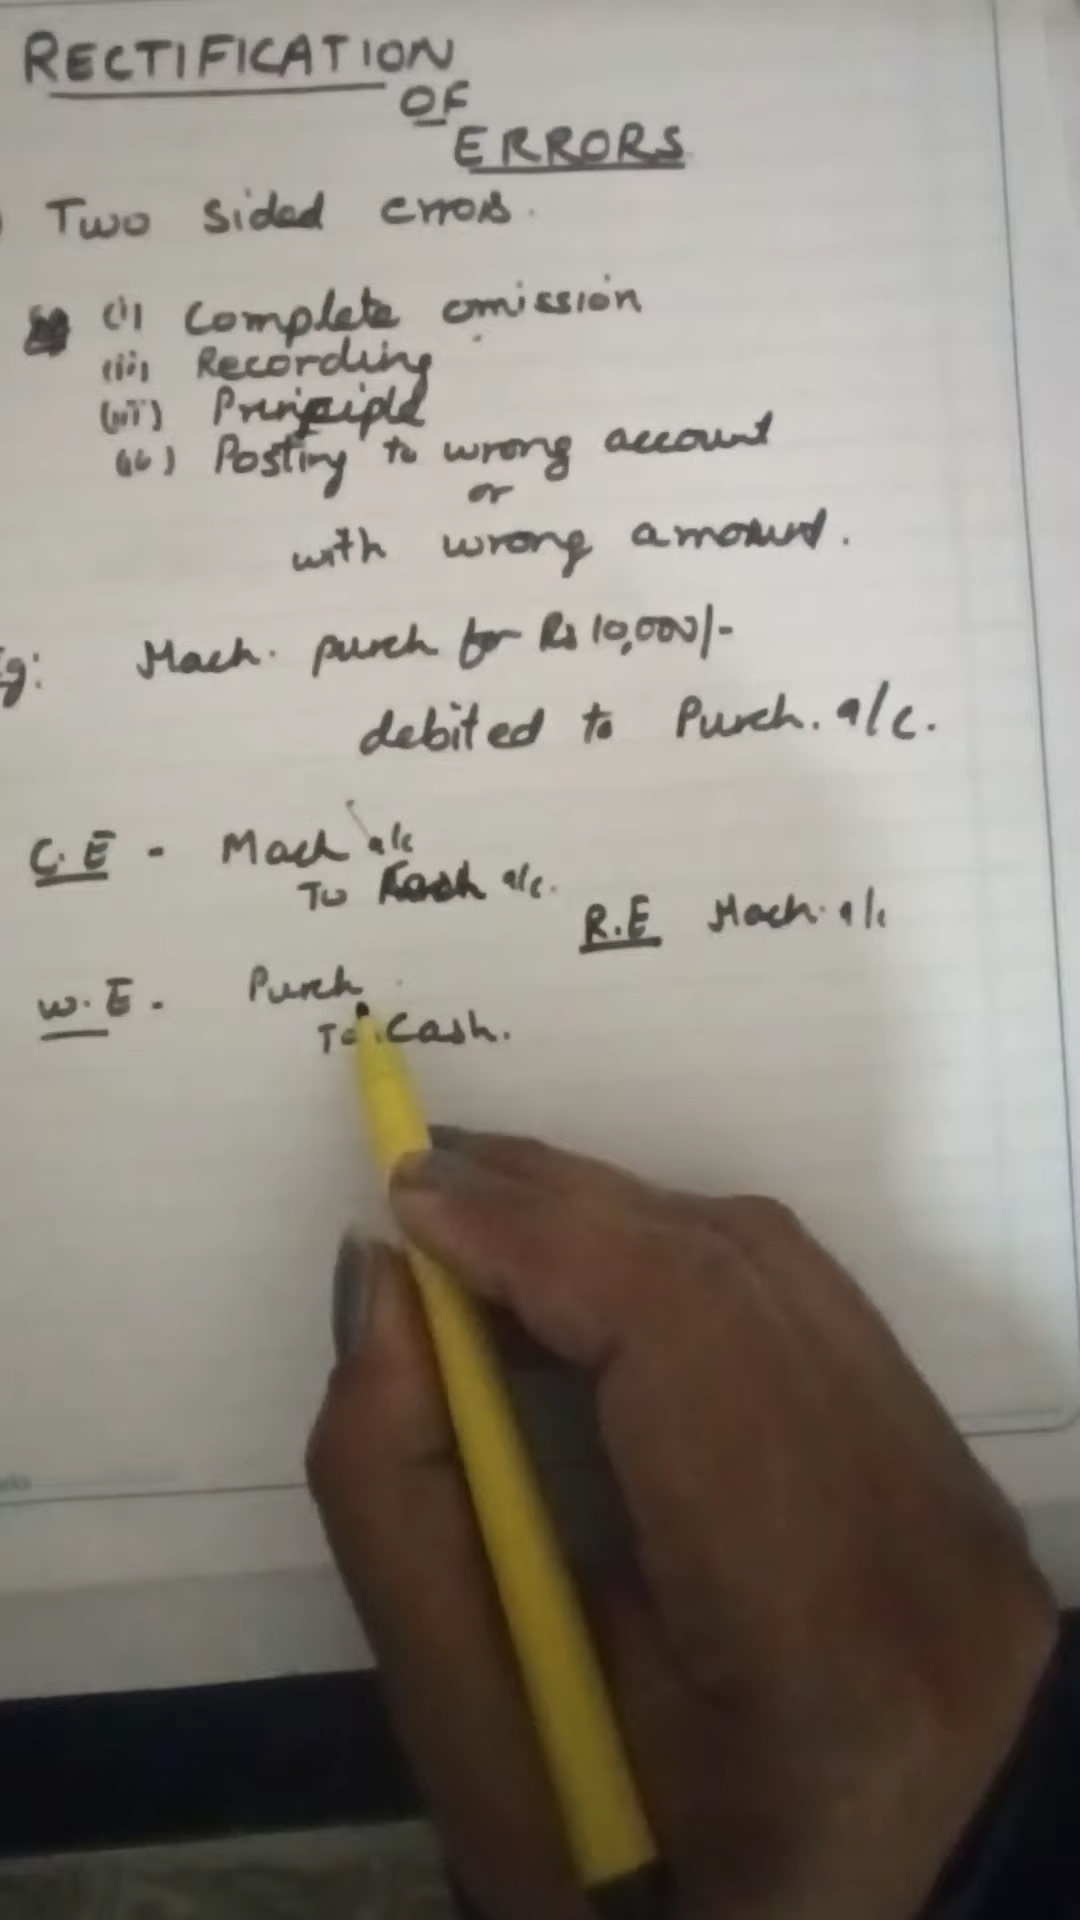 RECTIFICATION
OF
ERRORS
Two sided errors.
(i) Complete omission
(ii) Recording
(iii) Principle
(iv) Posting to wrong account
or
with wrong amount.
Eg: Mach. purch for Rs 10,000/-
debited to Purch. a/c.
C.E - Mach a/c
To Cash a/c.
R.E Mach. a/c
W.E. Purch
To Cash.